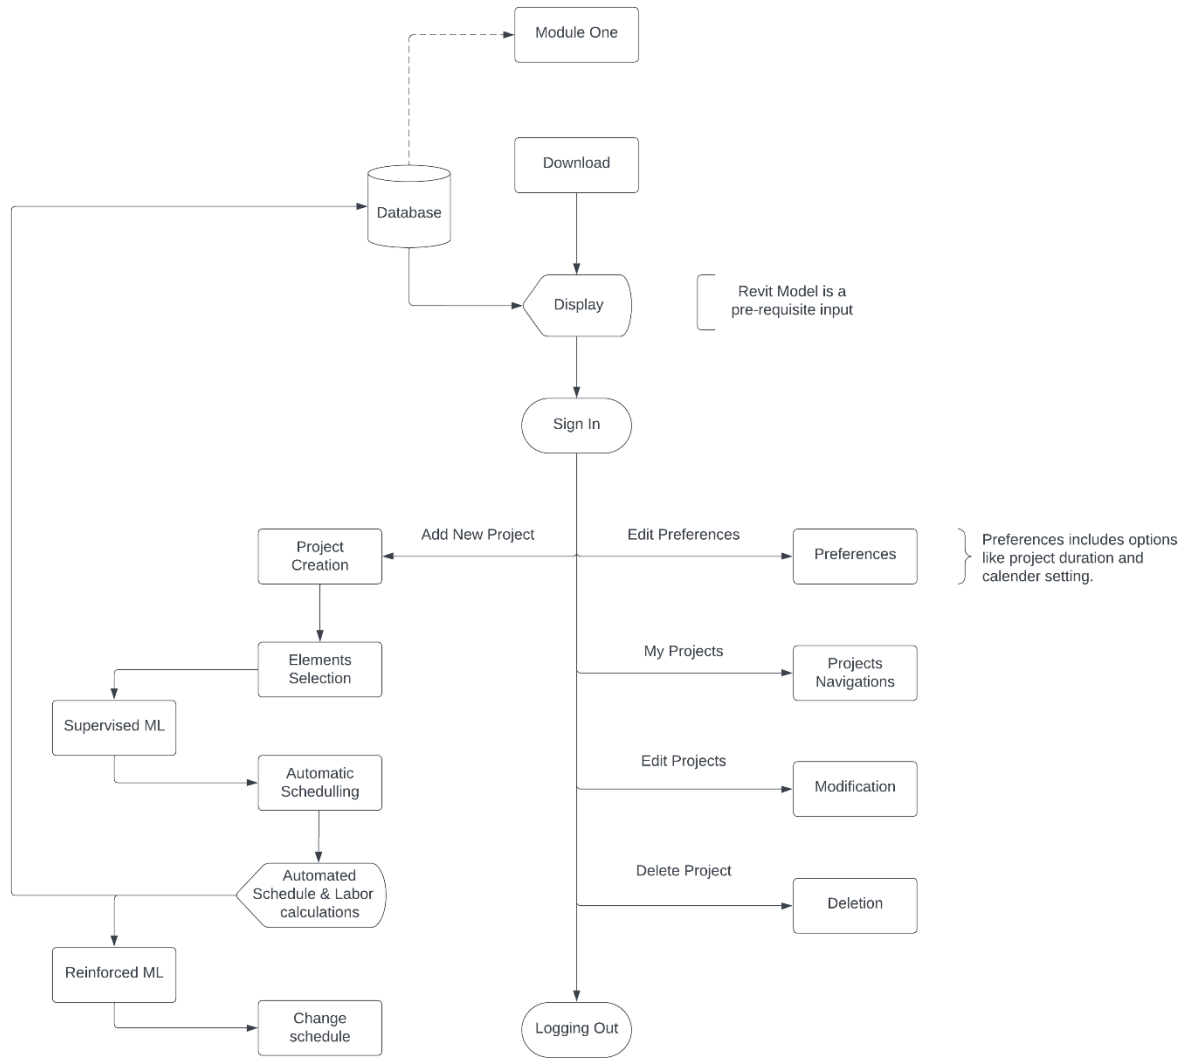 Module One
Download
Database
Display
Revit Model is a
pre-requisite input
Sign In
Add New Project
Edit Preferences
Project
Creation
Preferences
Preferences includes options
like project duration and
calender setting.
Elements
Selection
My Projects
Projects
Navigations
Supervised ML
Automatic
Schedulling
Edit Projects
Modification
Automated
Schedule & Labor
calculations
Delete Project
Deletion
Reinforced ML
Change
schedule
Logging Out